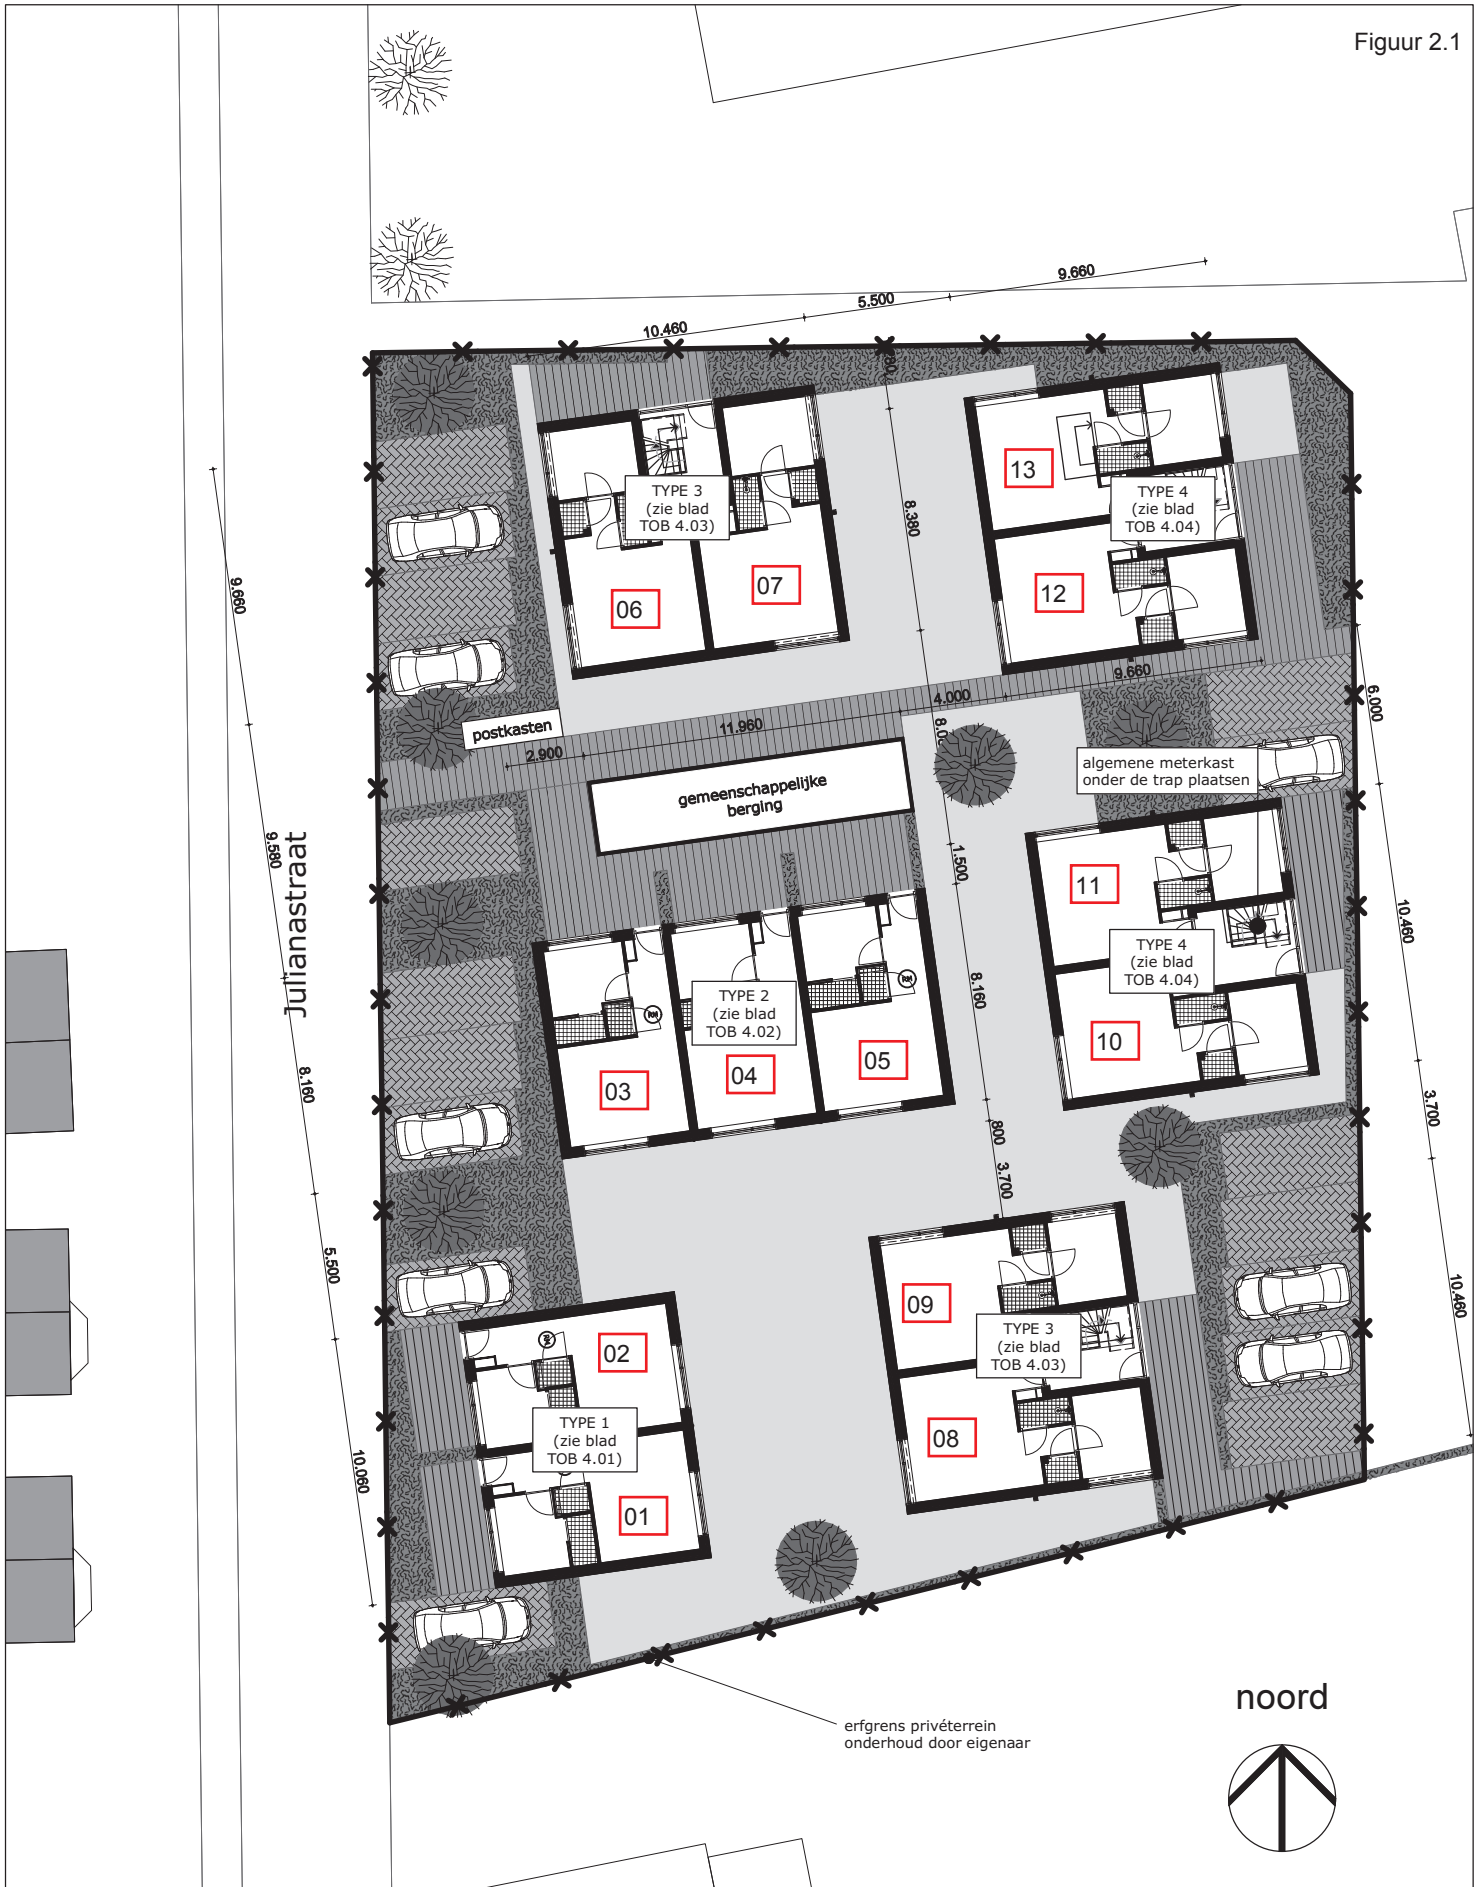 Figuur 2.1
9.660
5.500
10.460
8.380
13
TYPE 4
(zie blad
TOB 4.04)
12
TYPE 3
(zie blad
TOB 4.03)
06
07
9.660
9.660
4.000
11.960
2.900
postkasten
gemeenschappelijke
berging
algemene meterkast
onder de trap plaatsen
6.000
Julianastraat
9.580
1.500
11
TYPE 4
(zie blad
TOB 4.04)
10
10.460
8.160
TYPE 2
(zie blad
TOB 4.02)
03
04
05
8.160
800
3.700
3.700
5.500
09
TYPE 3
(zie blad
TOB 4.03)
08
10.460
02
TYPE 1
(zie blad
TOB 4.01)
01
10.060
erfgrens privéterrein
onderhoud door eigenaar
noord